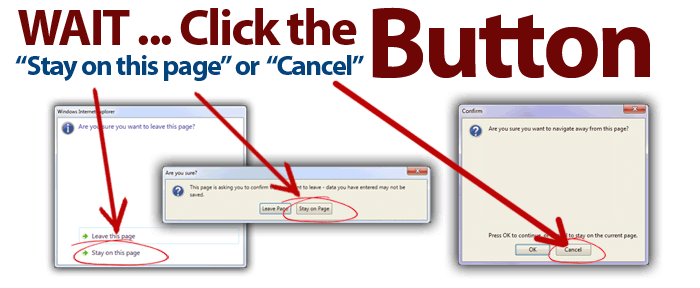 WAIT ... Click the Button
“Stay on this page” or “Cancel”
Windows Internet Explorer
Are you sure you want to leave this page?
Leave this page
Stay on this page
Are you sure?
This page is asking you to confirm to leave - data you have entered may not be
saved.
Leave Page
Stay on Page
Confirm
Are you sure you want to navigate away from this page?
Press OK to continue, to stay on the current page.
OK
Cancel